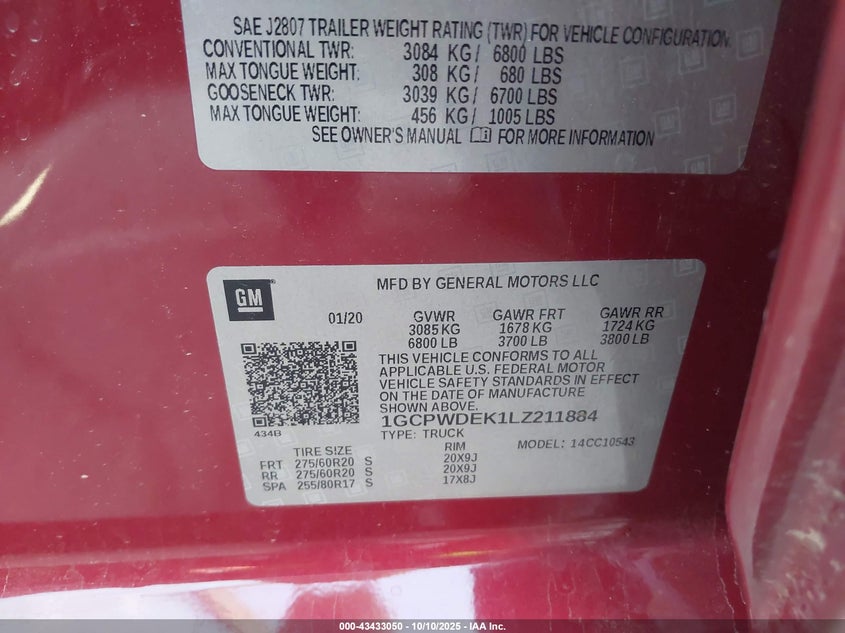 SAE J2807 TRAILER WEIGHT RATING (TWR) FOR VEHICLE CONFIGURATION.
CONVENTIONAL TWR: 3084 KG/ 6800 LBS
MAX TONGUE WEIGHT: 308 KG/ 680 LBS
GOOSENECK TWR: 3039 KG/ 6700 LBS
MAX TONGUE WEIGHT: 456 KG/ 1005 LBS
SEE OWNER'S MANUAL FOR MORE INFORMATION
GM
MFD BY GENERAL MOTORS LLC
01/20 GVWR GAWR FRT GAWR RR
3085 KG 1678 KG 1724 KG
6800 LB 3700 LB 3800 LB
THIS VEHICLE CONFORMS TO ALL
APPLICABLE U.S. FEDERAL MOTOR
VEHICLE SAFETY STANDARDS IN EFFECT
ON THE DATE OF MANUFACTURE
SHOWN ABOVE.
1GCPWDEK1LZ211884
434B
TYPE: TRUCK MODEL: 14CC10543
TIRE SIZE RIM
FRT 275/60R20 S 20X9J
RR 275/60R20 S 20X9J
SPA 255/80R17 S 17X8J
000-43433050 | 10/10/2025 | IAA Inc.